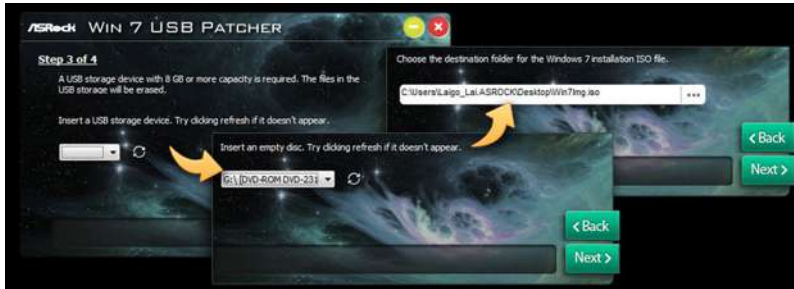 ASRock WIN 7 USB PATCHER
Step 3 of 4
A USB storage device with 8 GB or more capacity is required. The files in the
USB storage will be erased.
Insert a USB storage device. Try clicking refresh if it doesn't appear.
Insert an empty disc. Try clicking refresh if it doesn't appear.
G:\ [DVD-ROM DVD-231
< Back
Next >
Choose the destination folder for the Windows 7 installation ISO file.
C:\Users\Laigo_Lai.ASROCK\Desktop\Win7Img.iso
...
< Back
Next >